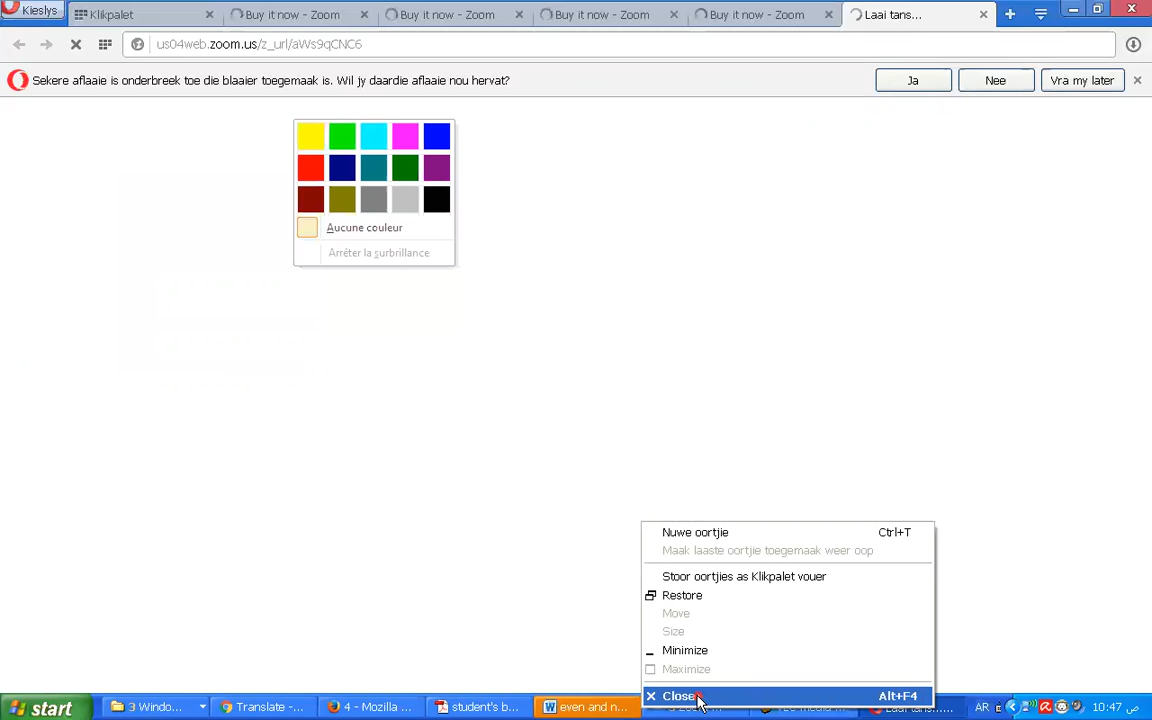 Kieslys
Klikpalet
Buy it now - Zoom
Buy it now - Zoom
Buy it now - Zoom
Buy it now - Zoom
Laai tans...
us04web.zoom.us/z_url/aWs9qCNC6
Sekere aflaaie is onderbreek toe die blaaier toegemaak is. Wil jy daardie aflaaie nou hervat?
Ja
Nee
Vra my later
Aucune couleur
Arrêter la surbrillance
Nuwe oortjie Ctrl+T
Maak laaste oortjie toegemaak weer oop
Stoor oortjies as Klikpalet vouer
Restore
Move
Size
Minimize
Maximize
Close Alt+F4
start
3 Windo...
Translate -...
4 - Mozilla ...
student's b...
even and n...
Laai tans...
AR
10:47 ص